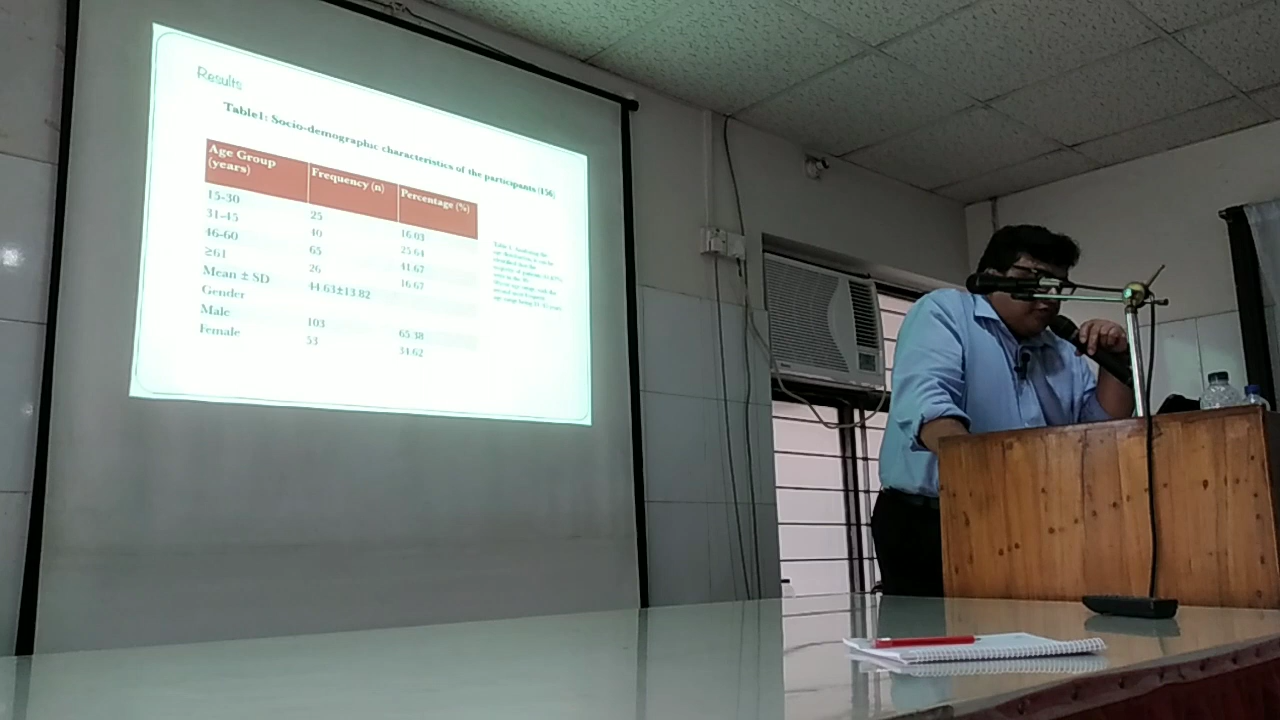 Results
Table1: Socio-demographic characteristics of the participants (156)
Age Group (years) Frequency (n) Percentage (%)
15-30 25 16.03
31-45 40 25.64
46-60 65 41.67
≥61 26 16.67
Mean ± SD 44.63±13.82
Gender
Male 103 65.38
Female 53 34.62